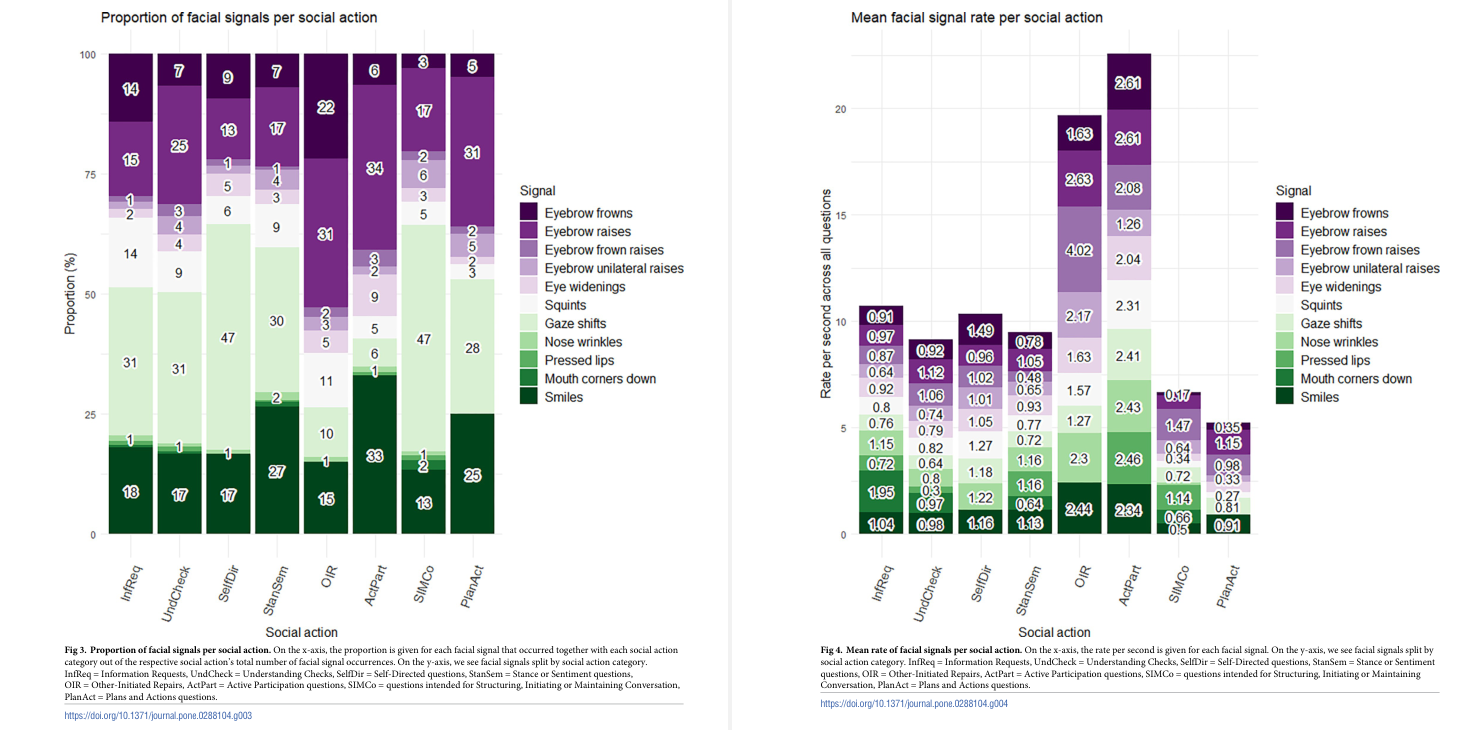 Proportion of facial signals per social action
100
75
50
25
0
Proportion (%)
14
15
1
2
14
31
1
18
7
25
3
4
4
9
31
1
17
9
13
1
5
6
47
1
17
7
17
1
4
3
9
30
2
27
22
31
2
3
5
11
10
1
15
6
34
3
2
9
5
6
1
33
3
17
2
6
3
5
47
1
2
13
5
31
2
5
2
3
28
25
InfReq
UndCheck
SelfDir
StanSem
OIR
ActPart
SIMCo
PlanAct
Social action
Signal
Eyebrow frowns
Eyebrow raises
Eyebrow frown raises
Eyebrow unilateral raises
Eye widenings
Squints
Gaze shifts
Nose wrinkles
Pressed lips
Mouth corners down
Smiles
Fig 3. Proportion of facial signals per social action. On the x-axis, the proportion is given for each facial signal that occurred together with each social action
category out of the respective social action's total number of facial signal occurrences. On the y-axis, we see facial signals split by social action category.
InfReq = Information Requests, UndCheck = Understanding Checks, SelfDir = Self-Directed questions, StanSem = Stance or Sentiment questions,
OIR = Other-Initiated Repairs, ActPart = Active Participation questions, SIMCo = questions intended for Structuring, Initiating or Maintaining Conversation,
PlanAct = Plans and Actions questions.
https://doi.org/10.1371/journal.pone.0288104.g003
Mean facial signal rate per social action
20
15
10
5
0
Rate per second across all questions
0.91
0.97
0.87
0.64
0.92
0.8
0.76
1.15
0.72
1.95
1.04
0.92
1.12
1.06
0.74
0.79
0.82
0.64
0.8
0.3
0.97
0.98
1.49
0.96
1.02
1.01
1.05
1.27
1.18
1.22
1.16
0.78
1.05
0.48
0.65
0.93
0.77
0.72
1.16
1.16
0.64
1.13
1.63
2.63
4.02
2.17
1.63
1.57
1.27
2.3
2.44
2.61
2.61
2.08
1.26
2.04
2.31
2.41
2.43
2.46
2.34
0.17
1.47
0.64
0.34
0.72
1.14
0.66
0.5
0.35
1.15
0.98
0.33
0.27
0.81
0.91
InfReq
UndCheck
SelfDir
StanSem
OIR
ActPart
SIMCo
PlanAct
Social action
Signal
Eyebrow frowns
Eyebrow raises
Eyebrow frown raises
Eyebrow unilateral raises
Eye widenings
Squints
Gaze shifts
Nose wrinkles
Pressed lips
Mouth corners down
Smiles
Fig 4. Mean rate of facial signals per social action. On the x-axis, the rate per second is given for each facial signal. On the y-axis, we see facial signals split by
social action category. InfReq = Information Requests, UndCheck = Understanding Checks, SelfDir = Self-Directed questions, StanSem = Stance or Sentiment
questions, OIR = Other-Initiated Repairs, ActPart = Active Participation questions, SIMCo = questions intended for Structuring, Initiating or Maintaining
Conversation, PlanAct = Plans and Actions questions.
https://doi.org/10.1371/journal.pone.0288104.g004